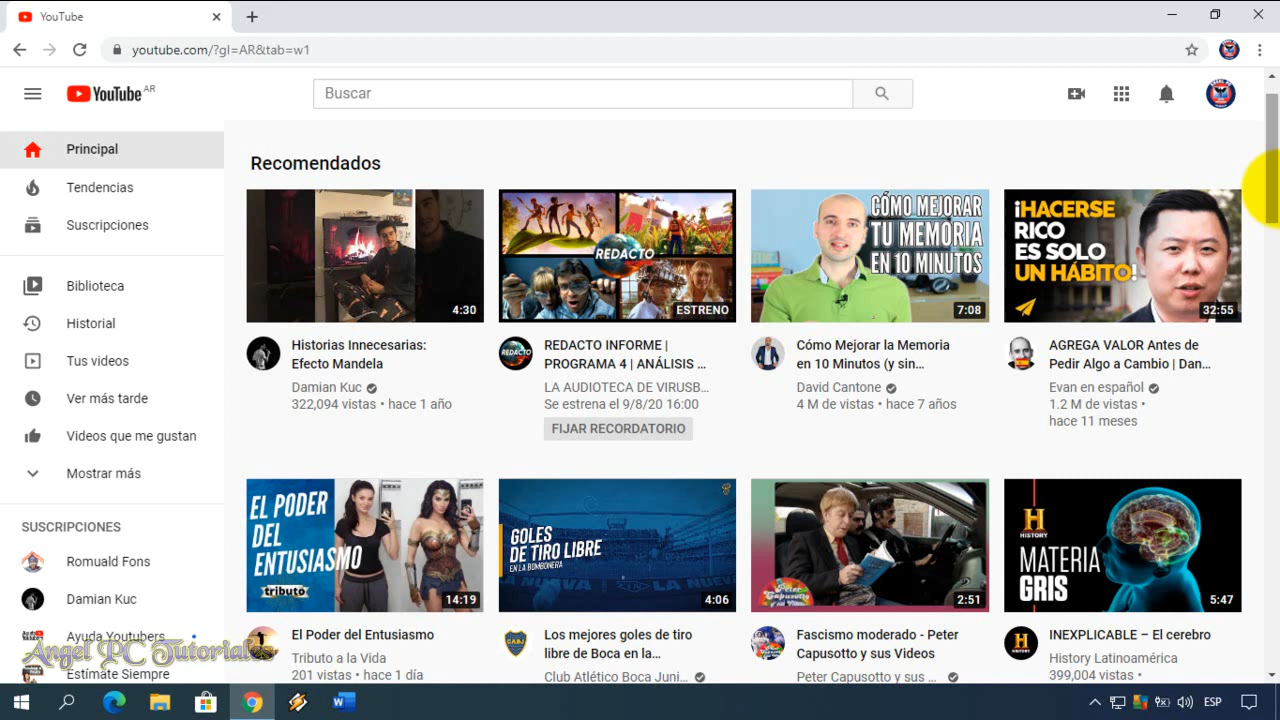 YouTube
youtube.com/?gl=AR&tab=w1
YouTube AR
Buscar
Principal
Tendencias
Suscripciones
Biblioteca
Historial
Tus videos
Ver más tarde
Videos que me gustan
Mostrar más
SUSCRIPCIONES
Romuald Fons
Damian Kuc
Ayuda Youtubers
Estímate Siempre
Angel PC Tutoriales
Recomendados
4:30
Historias Innecesarias:
Efecto Mandela
Damian Kuc
322,094 vistas • hace 1 año
REDACTO
ESTRENO
REDACTO
REDACTO INFORME |
PROGRAMA 4 | ANÁLISIS ...
LA AUDIOTECA DE VIRUSB...
Se estrena el 9/8/20 16:00
FIJAR RECORDATORIO
CÓMO MEJORAR
TU MEMORIA
EN 10 MINUTOS
7:08
Cómo Mejorar la Memoria
en 10 Minutos (y sin...
David Cantone
4 M de vistas • hace 7 años
¡HACERSE
RICO
ES SOLO
UN HÁBITO!
32:55
AGREGA VALOR Antes de
Pedir Algo a Cambio | Dan...
Evan en español
1.2 M de vistas •
hace 11 meses
EL PODER
DEL
ENTUSIASMO
tributo
14:19
El Poder del Entusiasmo
Tributo a la Vida
201 vistas • hace 1 día
GOLES
DE TIRO LIBRE
EN LA BOMBONERA
4:06
Los mejores goles de tiro
libre de Boca en la...
Club Atlético Boca Juni...
Peter
Capusotto
2:51
Fascismo moderado - Peter
Capusotto y sus Videos
Peter Capusotto y sus ...
H
HISTORY
MATERIA
GRIS
5:47
INEXPLICABLE – El cerebro
History Latinoamérica
399,004 vistas •
ESP